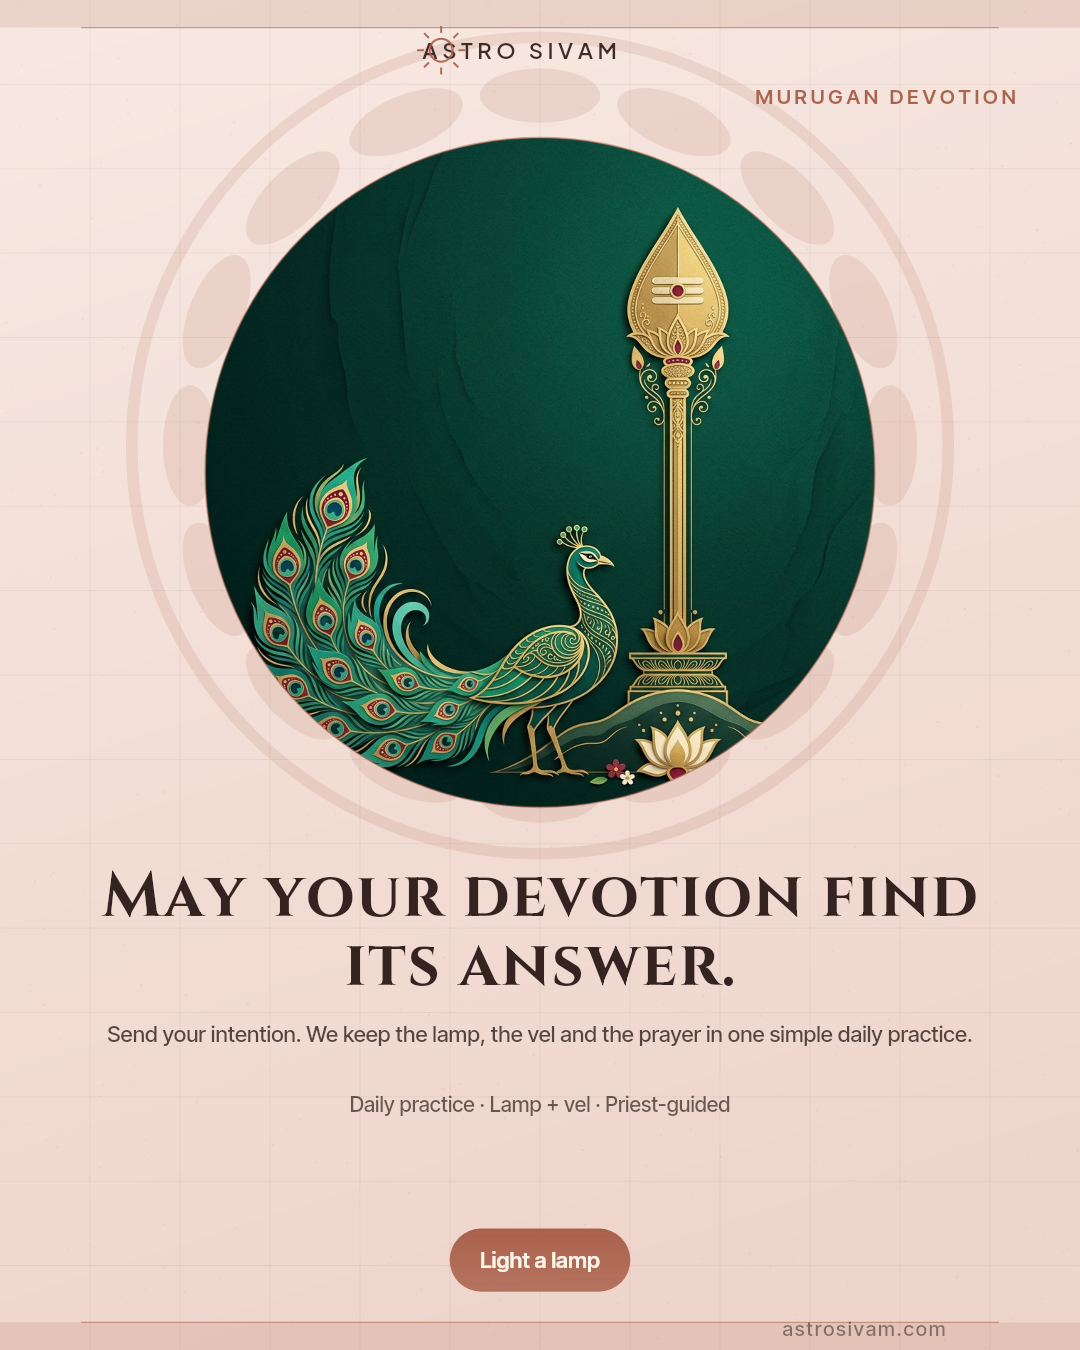 ASTRO SIVAM
MURUGAN DEVOTION
MAY YOUR DEVOTION FIND
ITS ANSWER.
Send your intention. We keep the lamp, the vel and the prayer in one simple daily practice.
Daily practice · Lamp + vel · Priest-guided
Light a lamp
astrosivam.com